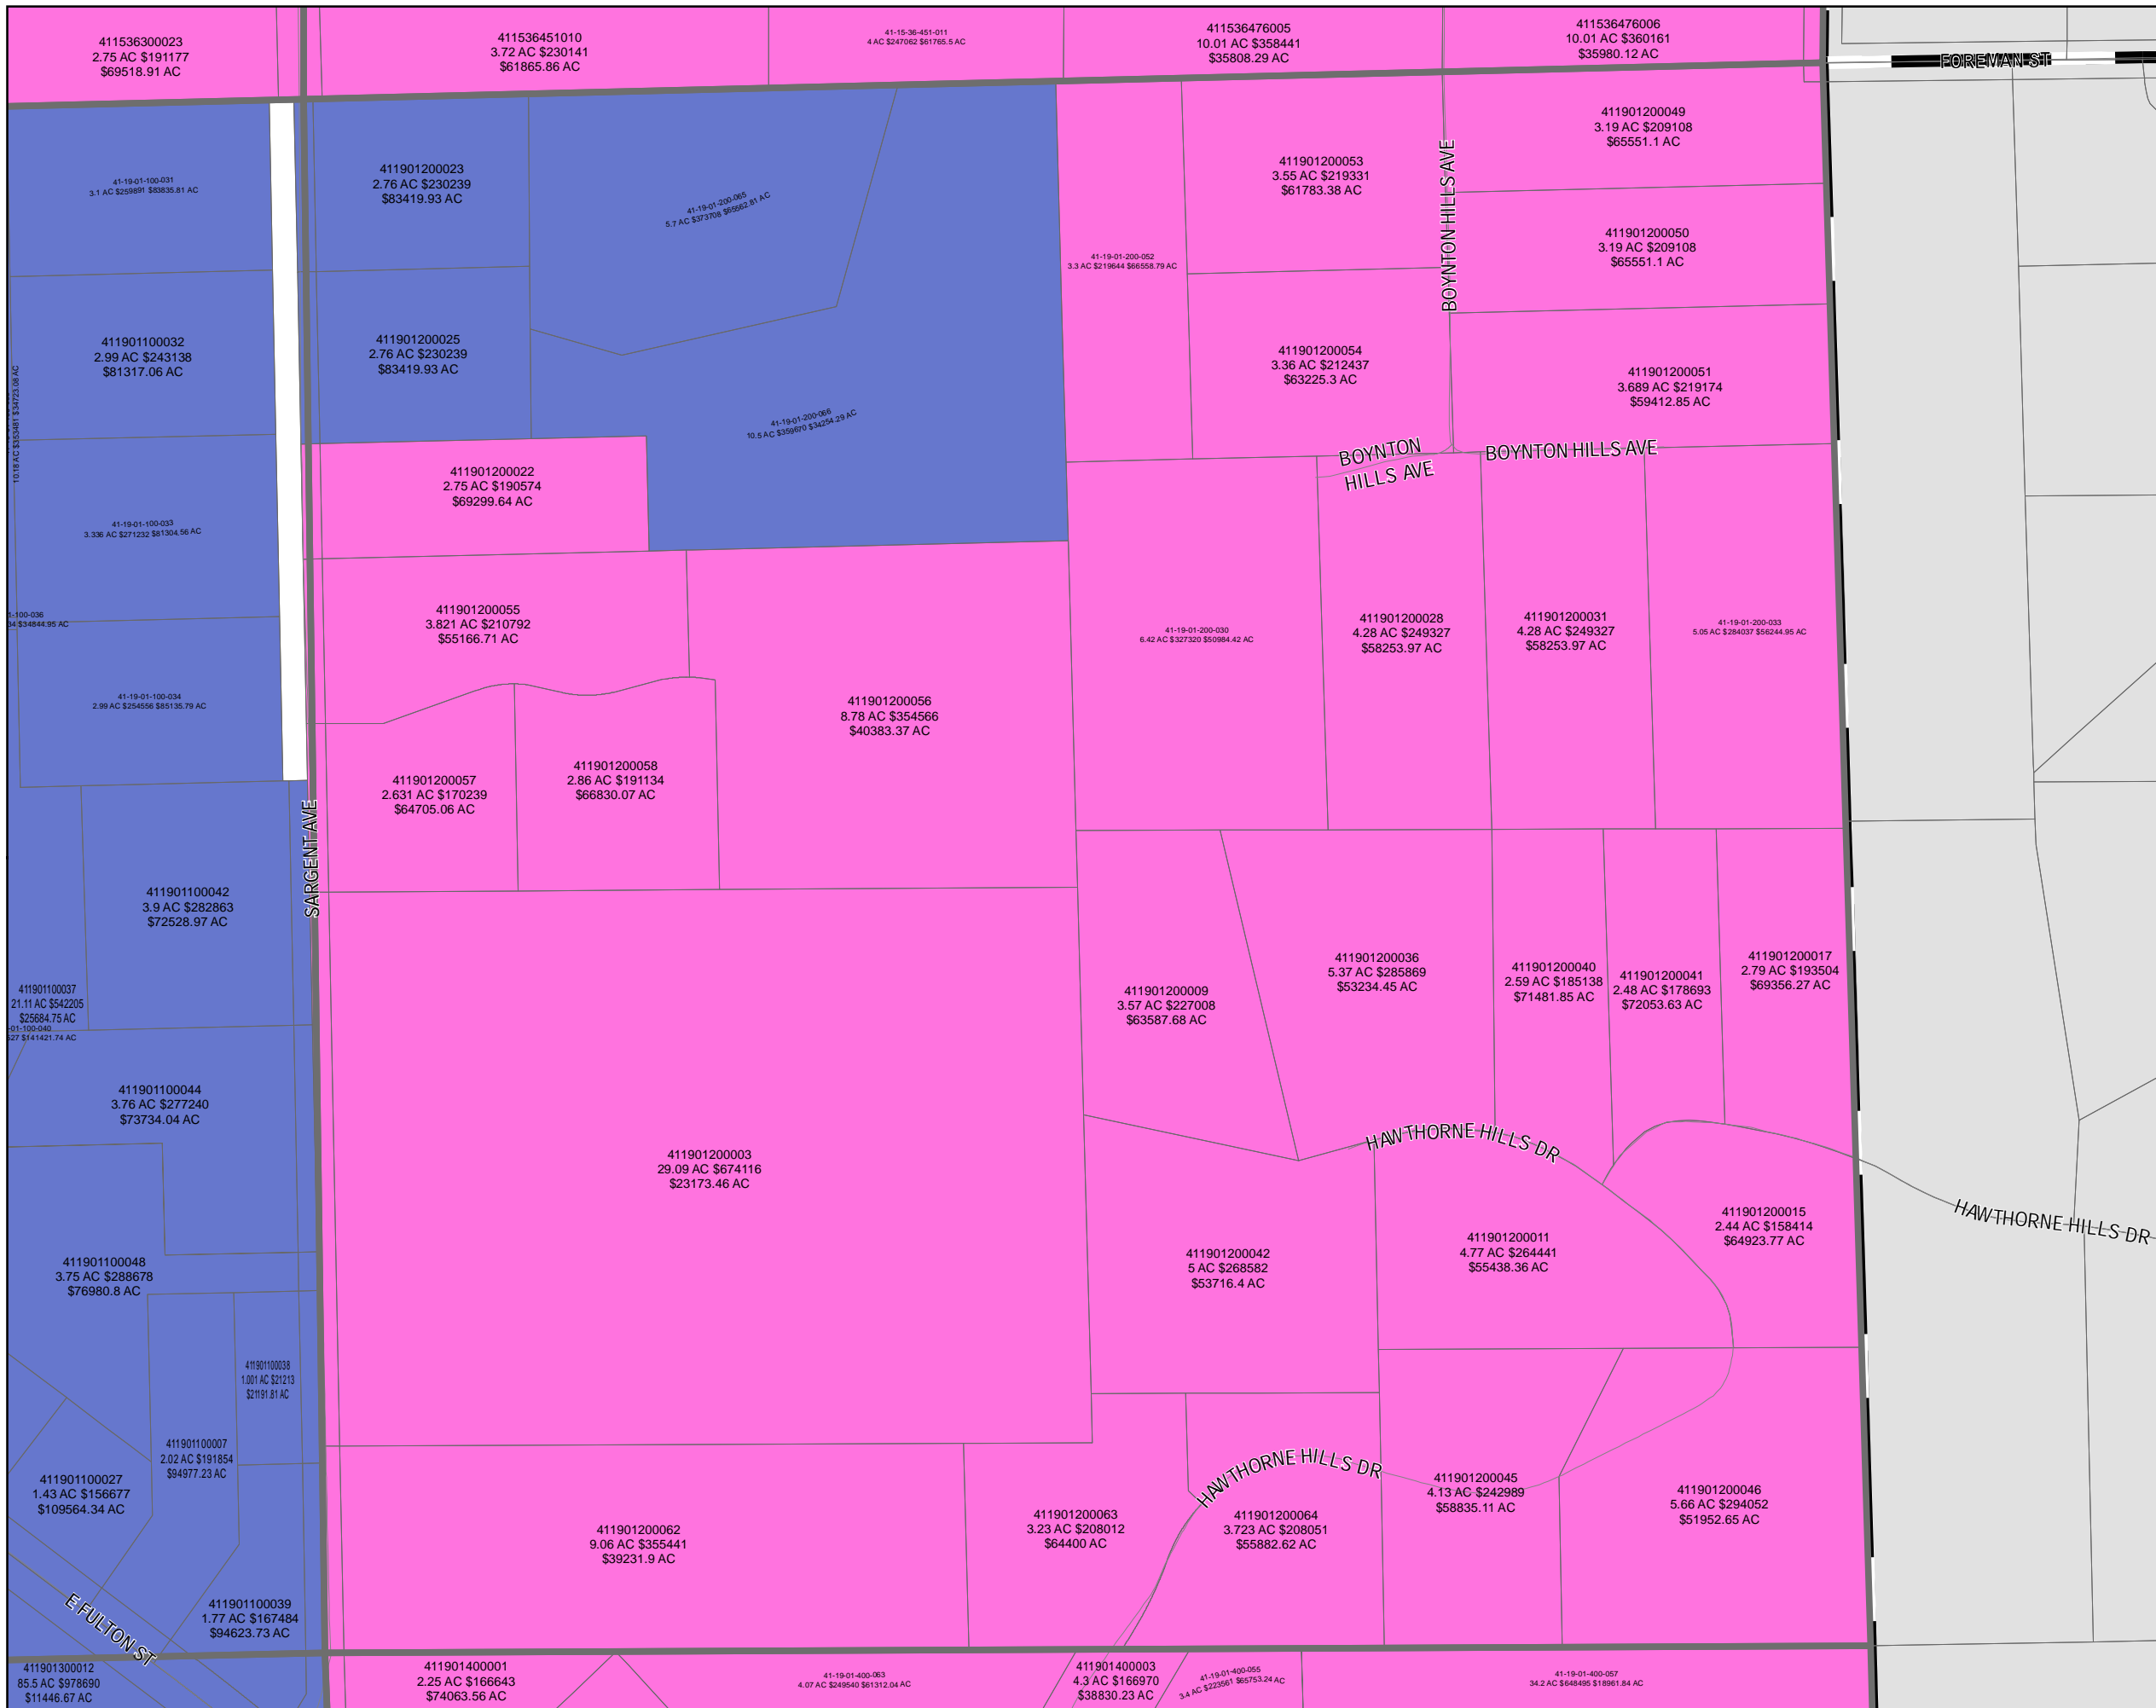 411536300023
2.75 AC $191177
$69518.91 AC
411536451010
3.72 AC $230141
$61865.86 AC
41-15-36-451-011
4 AC $247062 $61765.5 AC
411536476005
10.01 AC $358441
$35808.29 AC
411536476006
10.01 AC $360161
$35980.12 AC
FOREMAN ST
41-19-01-100-031
3.1 AC $259891 $83835.81 AC
411901200023
2.76 AC $230239
$83419.93 AC
41-19-01-200-065
5.7 AC $373708 $65562.81 AC
41-19-01-200-052
3.3 AC $219644 $66558.79 AC
411901200053
3.55 AC $219331
$61783.38 AC
BOYNTON HILLS AVE
411901200049
3.19 AC $209108
$65551.1 AC
411901200050
3.19 AC $209108
$65551.1 AC
411901100032
2.99 AC $243138
$81317.06 AC
411901200025
2.76 AC $230239
$83419.93 AC
411901200054
3.36 AC $212437
$63225.3 AC
411901200051
3.689 AC $219174
$59412.85 AC
10.18 AC $353481 $34723.08 AC
41-19-01-200-066
10.5 AC $359670 $34254.29 AC
BOYNTON
HILLS AVE
BOYNTON HILLS AVE
411901200022
2.75 AC $190574
$69299.64 AC
41-19-01-100-033
3.336 AC $271232 $81304.56 AC
1-100-036
34 $34844.95 AC
411901200055
3.821 AC $210792
$55166.71 AC
41-19-01-200-030
6.42 AC $327320 $50984.42 AC
411901200028
4.28 AC $249327
$58253.97 AC
411901200031
4.28 AC $249327
$58253.97 AC
41-19-01-200-033
5.05 AC $284037 $56244.95 AC
41-19-01-100-034
2.99 AC $254556 $85135.79 AC
411901200056
8.78 AC $354566
$40383.37 AC
411901200057
2.631 AC $170239
$64705.06 AC
411901200058
2.86 AC $191134
$66830.07 AC
SARGENT AVE
411901100042
3.9 AC $282863
$72528.97 AC
411901100037
21.11 AC $542205
$25684.75 AC
-01-100-040
527 $141421.74 AC
411901200009
3.57 AC $227008
$63587.68 AC
411901200036
5.37 AC $285869
$53234.45 AC
411901200040
2.59 AC $185138
$71481.85 AC
411901200041
2.48 AC $178693
$72053.63 AC
411901200017
2.79 AC $193504
$69356.27 AC
411901100044
3.76 AC $277240
$73734.04 AC
411901200003
29.09 AC $674116
$23173.46 AC
HAWTHORNE HILLS DR
HAWTHORNE HILLS DR
411901100048
3.75 AC $288678
$76980.8 AC
411901200042
5 AC $268582
$53716.4 AC
411901200011
4.77 AC $264441
$55438.36 AC
411901200015
2.44 AC $158414
$64923.77 AC
411901100038
1.001 AC $21213
$21191.81 AC
411901100007
2.02 AC $191854
$94977.23 AC
411901100027
1.43 AC $156677
$109564.34 AC
HAWTHORNE HILLS DR
411901200045
4.13 AC $242989
$58835.11 AC
411901200046
5.66 AC $294052
$51952.65 AC
411901200062
9.06 AC $355441
$39231.9 AC
411901200063
3.23 AC $208012
$64400 AC
411901200064
3.723 AC $208051
$55882.62 AC
411901100039
1.77 AC $167484
$94623.73 AC
E FULTON ST
411901300012
85.5 AC $978690
$11446.67 AC
411901400001
2.25 AC $166643
$74063.56 AC
41-19-01-400-063
4.07 AC $249540 $61312.04 AC
411901400003
4.3 AC $166970
$38830.23 AC
41-19-01-400-055
3.4 AC $223561 $65753.24 AC
41-19-01-400-057
34.2 AC $648495 $18961.84 AC